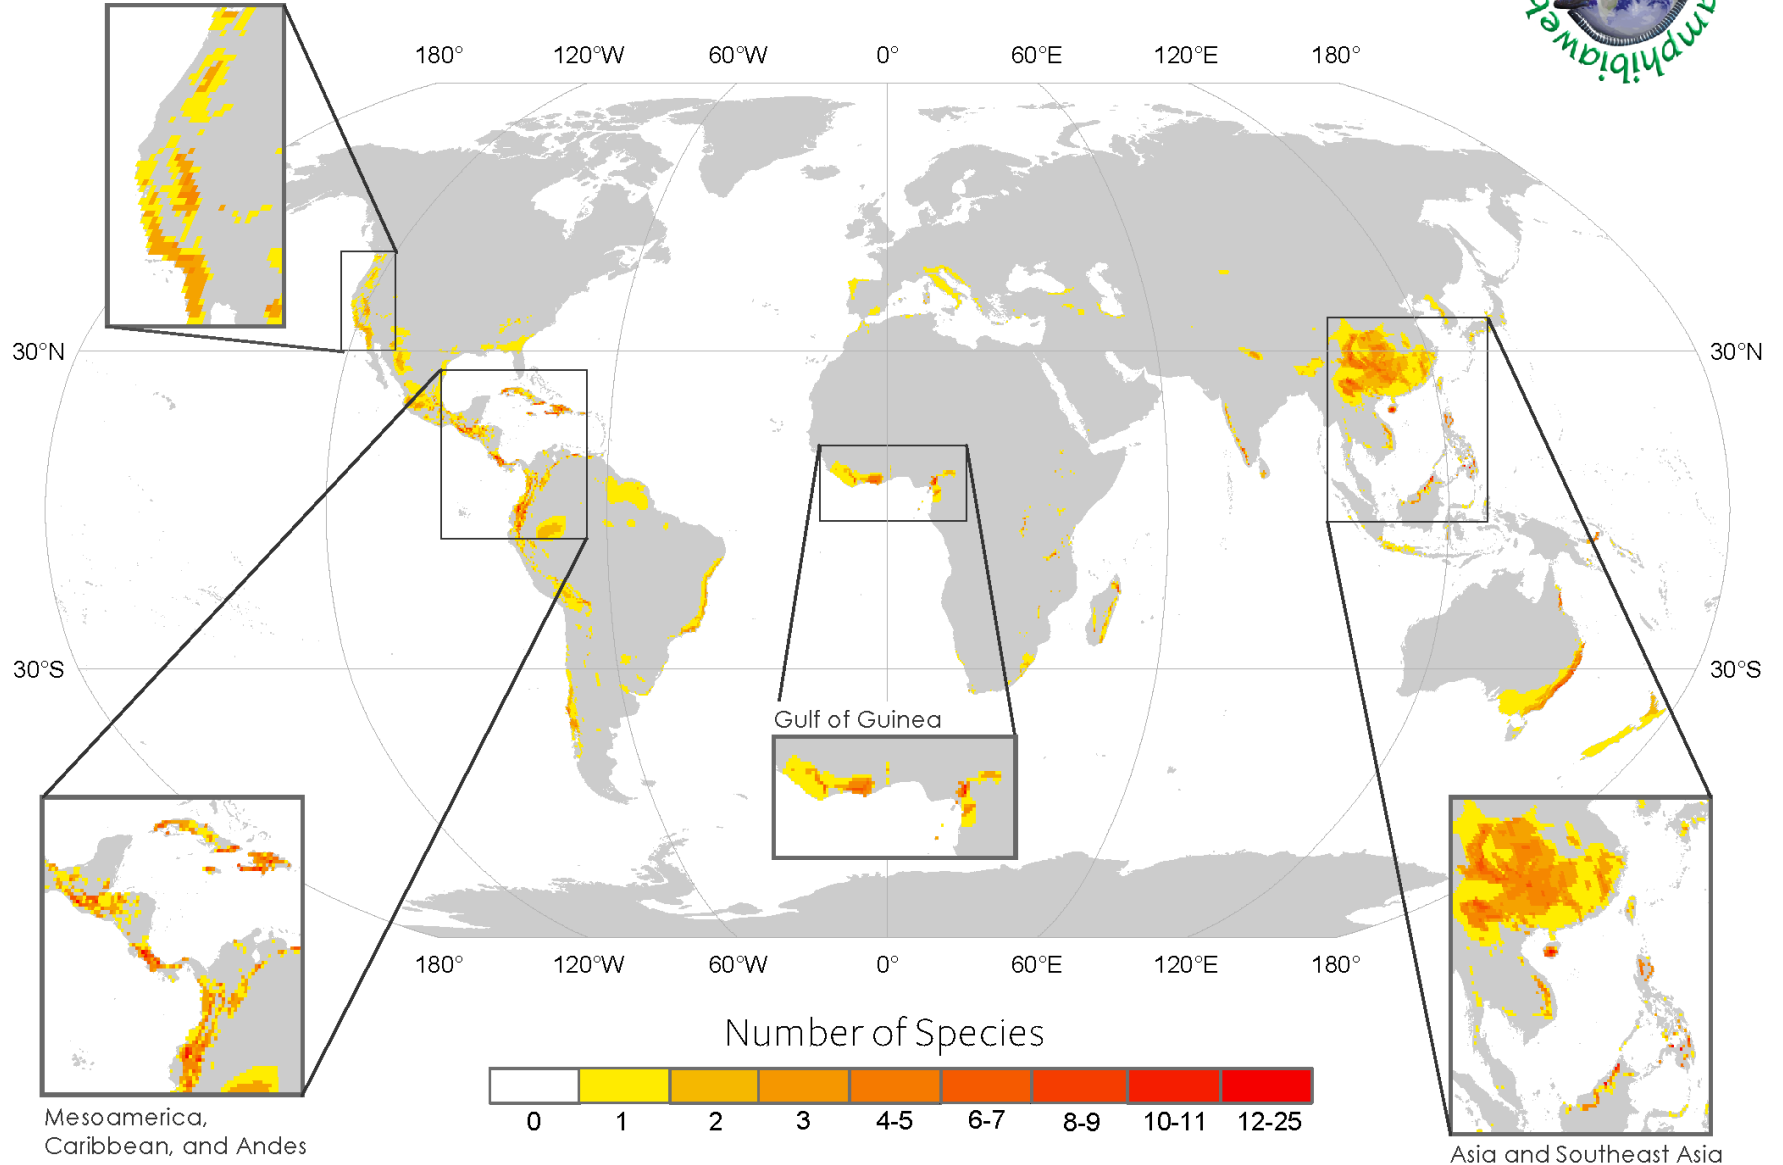 amphibiaweb
180° 120°W 60°W 0° 60°E 120°E 180°
30°N 30°N
30°S 30°S
Gulf of Guinea
180° 120°W 60°W 0° 60°E 120°E 180°
Number of Species
0 1 2 3 4-5 6-7 8-9 10-11 12-25
Mesoamerica,
Caribbean, and Andes
Asia and Southeast Asia